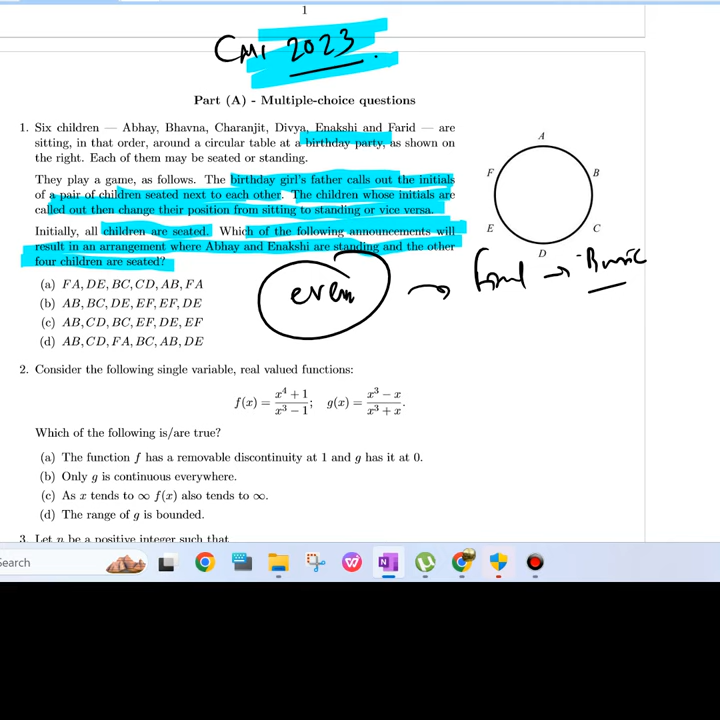 1
CMI 2023
Part (A) - Multiple-choice questions
1. Six children — Abhay, Bhavna, Charanjit, Divya, Enakshi and Farid — are
sitting, in that order, around a circular table at a birthday party, as shown on
the right. Each of them may be seated or standing.
They play a game, as follows. The birthday girl's father calls out the initials
of a pair of children seated next to each other. The children whose initials are
called out then change their position from sitting to standing or vice versa.
Initially, all children are seated. Which of the following announcements will
result in an arrangement where Abhay and Enakshi are standing and the other
four children are seated?
(a) FA, DE, BC, CD, AB, FA
(b) AB, BC, DE, EF, EF, DE
(c) AB, CD, BC, EF, DE, EF
(d) AB, CD, FA, BC, AB, DE
A
F
B
E
C
D
even
2. Consider the following single variable, real valued functions:
f(x) = x⁴ + 1 / x³ − 1 ; g(x) = x³ − x / x³ + x .
Which of the following is/are true?
(a) The function f has a removable discontinuity at 1 and g has it at 0.
(b) Only g is continuous everywhere.
(c) As x tends to ∞ f(x) also tends to ∞.
(d) The range of g is bounded.
3. Let n be a positive integer such that
Search